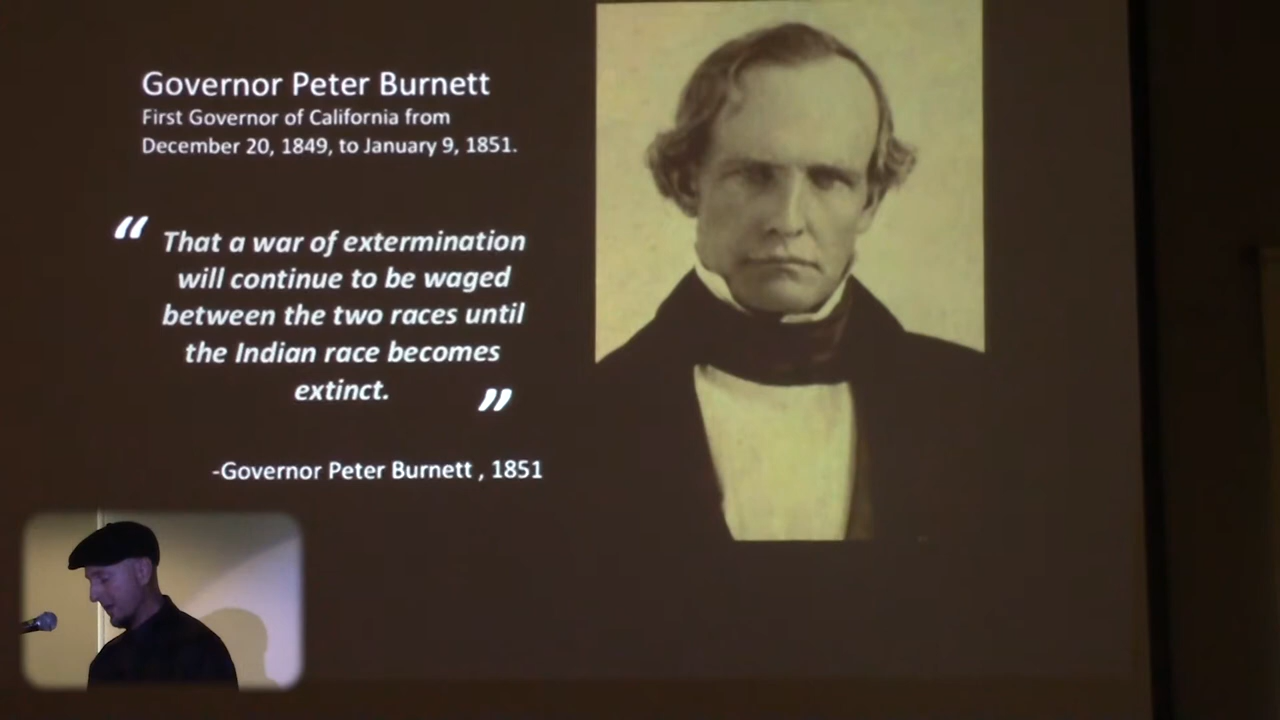 Governor Peter Burnett
First Governor of California from
December 20, 1849, to January 9, 1851.
“ That a war of extermination
will continue to be waged
between the two races until
the Indian race becomes
extinct. ”
-Governor Peter Burnett , 1851